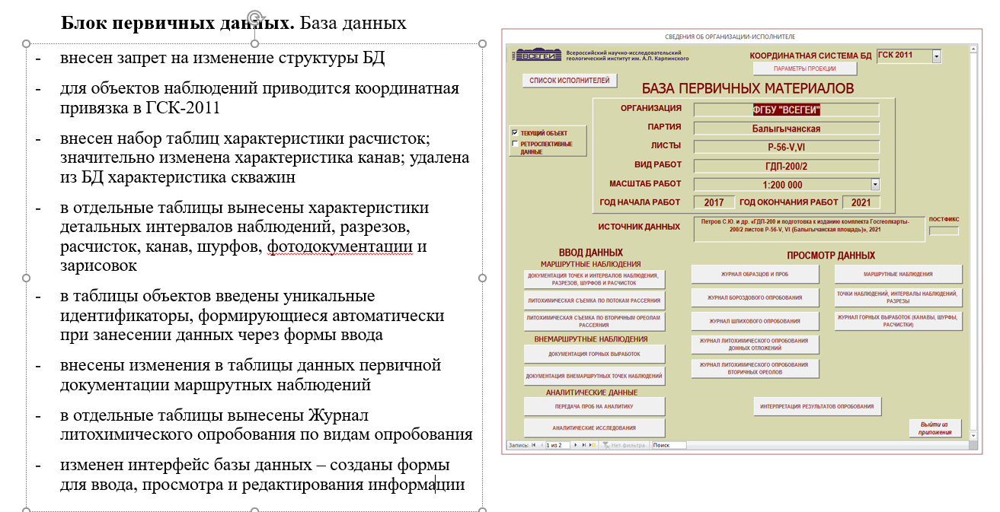 Блок первичных данных. База данных
- внесен запрет на изменение структуры БД
- для объектов наблюдений приводится координатная
привязка в ГСК-2011
- внесен набор таблиц характеристики расчисток;
значительно изменена характеристика канав; удалена
из БД характеристика скважин
- в отдельные таблицы вынесены характеристики
детальных интервалов наблюдений, разрезов,
расчисток, канав, шурфов, фотодокументации и
зарисовок
- в таблицы объектов введены уникальные
идентификаторы, формирующиеся автоматически
при занесении данных через формы ввода
- внесены изменения в таблицы данных первичной
документации маршрутных наблюдений
- в отдельные таблицы вынесены Журнал
литохимического опробования по видам опробования
- изменен интерфейс базы данных – созданы формы
для ввода, просмотра и редактирования информации
СВЕДЕНИЯ ОБ ОРГАНИЗАЦИИ-ИСПОЛНИТЕЛЕ
1882
ВСЕГЕИ
Всероссийский научно-исследовательский
геологический институт им. А.П. Карпинского
КООРДИНАТНАЯ СИСТЕМА БД ГСК 2011
ПАРАМЕТРЫ ПРОЕКЦИИ
СПИСОК ИСПОЛНИТЕЛЕЙ
БАЗА ПЕРВИЧНЫХ МАТЕРИАЛОВ
ОРГАНИЗАЦИЯ ФГБУ "ВСЕГЕИ"
ПАРТИЯ Балыгычанская
ЛИСТЫ P-56-V,VI
ВИД РАБОТ ГДП-200/2
МАСШТАБ РАБОТ 1:200 000
ГОД НАЧАЛА РАБОТ 2017 ГОД ОКОНЧАНИЯ РАБОТ 2021
ТЕКУЩИЙ ОБЪЕКТ
РЕТРОСПЕКТИВНЫЕ
ДАННЫЕ
ИСТОЧНИК ДАННЫХ
Петров С.Ю. и др. «ГДП-200 и подготовка к изданию комплекта Госгеолкарты-
200/2 листов P-56-V, VI (Балыгычанская площадь)», 2021
ПОСТФИКС
ВВОД ДАННЫХ
МАРШРУТНЫЕ НАБЛЮДЕНИЯ
ДОКУМЕНТАЦИЯ ТОЧЕК И ИНТЕРВАЛОВ НАБЛЮДЕНИЯ,
РАЗРЕЗОВ, ШУРФОВ И РАСЧИСТОК
ЛИТОХИМИЧЕСКАЯ СЪЕМКА ПО ПОТОКАМ РАССЕЯНИЯ
ЛИТОХИМИЧЕСКАЯ СЪЕМКА ПО ВТОРИЧНЫМ ОРЕОЛАМ
РАССЕЯНИЯ
ВНЕМАРШРУТНЫЕ НАБЛЮДЕНИЯ
ДОКУМЕНТАЦИЯ ГОРНЫХ ВЫРАБОТОК
ДОКУМЕНТАЦИЯ ВНЕМАРШРУТНЫХ ТОЧЕК НАБЛЮДЕНИЙ
АНАЛИТИЧЕСКИЕ ДАННЫЕ
ПЕРЕДАЧА ПРОБ НА АНАЛИТИКУ
АНАЛИТИЧЕСКИЕ ИССЛЕДОВАНИЯ
ПРОСМОТР ДАННЫХ
ЖУРНАЛ ОБРАЗЦОВ И ПРОБ
ЖУРНАЛ БОРОЗДОВОГО ОПРОБОВАНИЯ
ЖУРНАЛ ШЛИХОВОГО ОПРОБОВАНИЯ
ЖУРНАЛ ЛИТОХИМИЧЕСКОГО ОПРОБОВАНИЯ
ДОННЫХ ОТЛОЖЕНИЙ
ЖУРНАЛ ЛИТОХИМИЧЕСКОГО ОПРОБОВАНИЯ
ВТОРИЧНЫХ ОРЕОЛОВ
МАРШРУТНЫЕ НАБЛЮДЕНИЯ
ТОЧКИ НАБЛЮДЕНИЙ, ИНТЕРВАЛЫ НАБЛЮДЕНИЙ,
РАЗРЕЗЫ
ЖУРНАЛ ГОРНЫХ ВЫРАБОТОК (КАНАВЫ, ШУРФЫ,
РАСЧИСТКИ)
ИНТЕРПРЕТАЦИЯ РЕЗУЛЬТАТОВ ОПРОБОВАНИЯ
Выйти из
приложения
Запись: 1 из 2 Нет фильтра Поиск